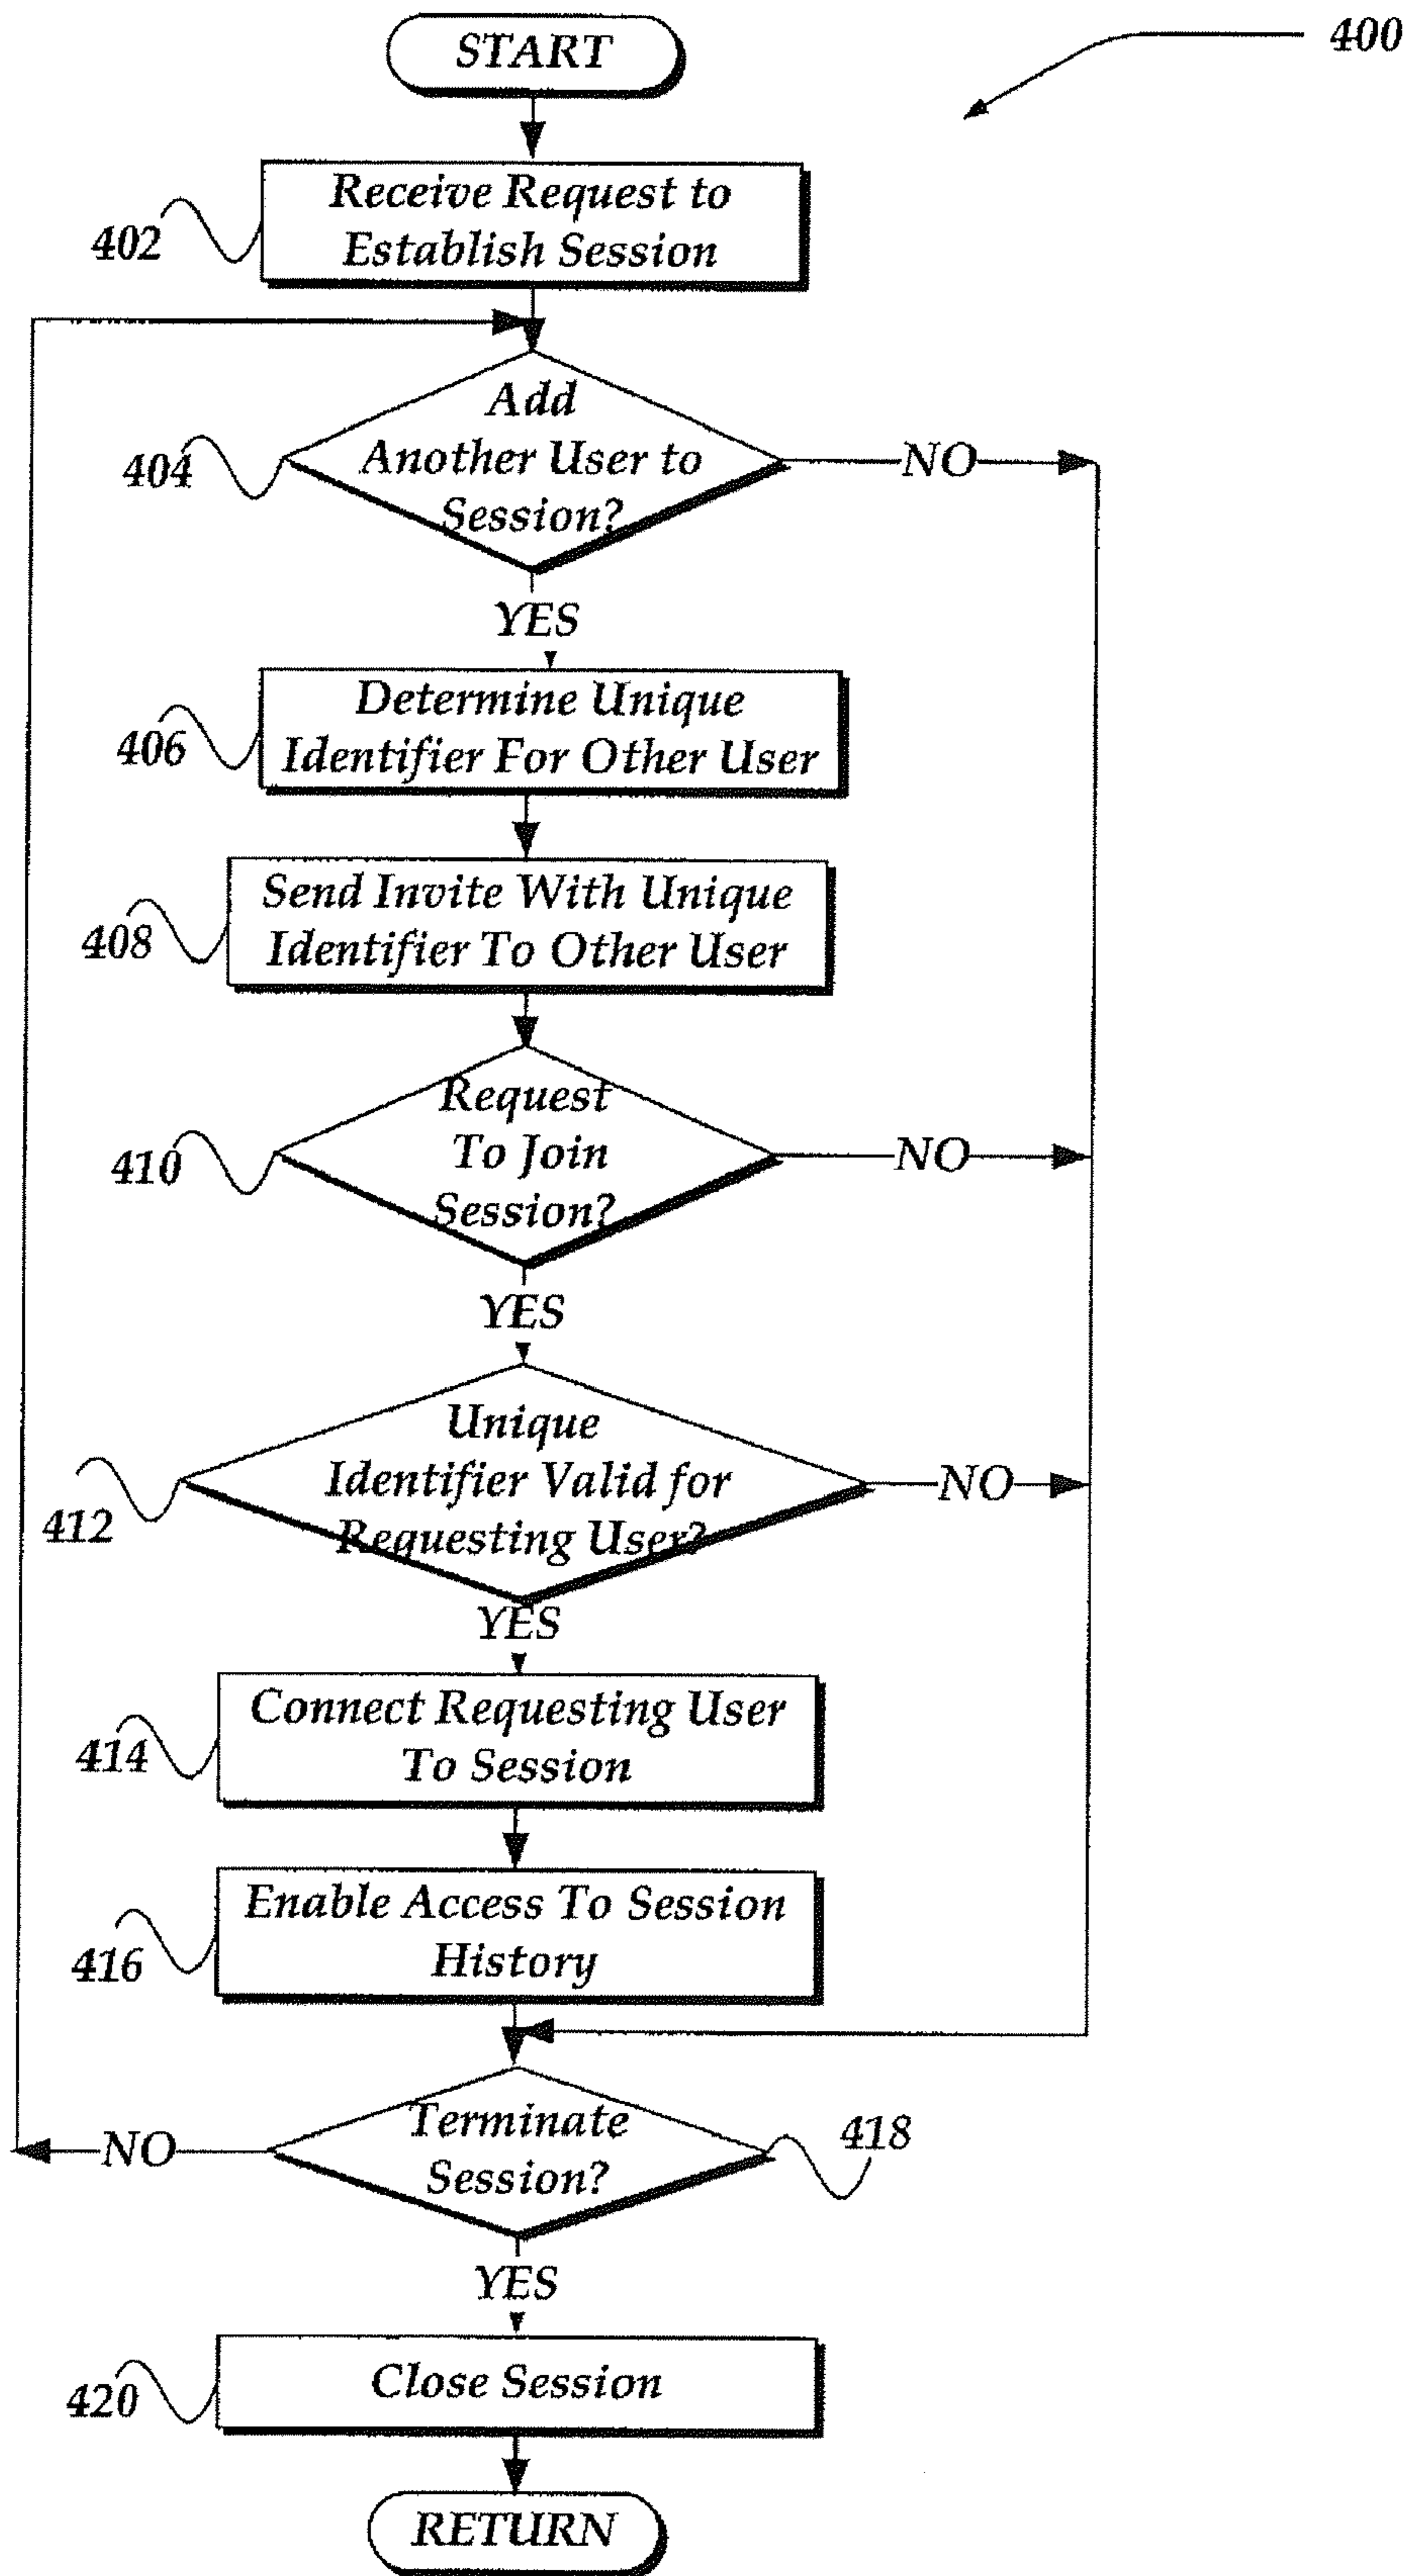 START
400
Receive Request to
Establish Session
402
Add
Another User to
Session?
404
NO
YES
Determine Unique
Identifier For Other User
406
Send Invite With Unique
Identifier To Other User
408
Request
To Join
Session?
410
NO
YES
Unique
Identifier Valid for
Requesting User?
412
NO
YES
Connect Requesting User
To Session
414
Enable Access To Session
History
416
Terminate
Session?
418
NO
YES
Close Session
420
RETURN